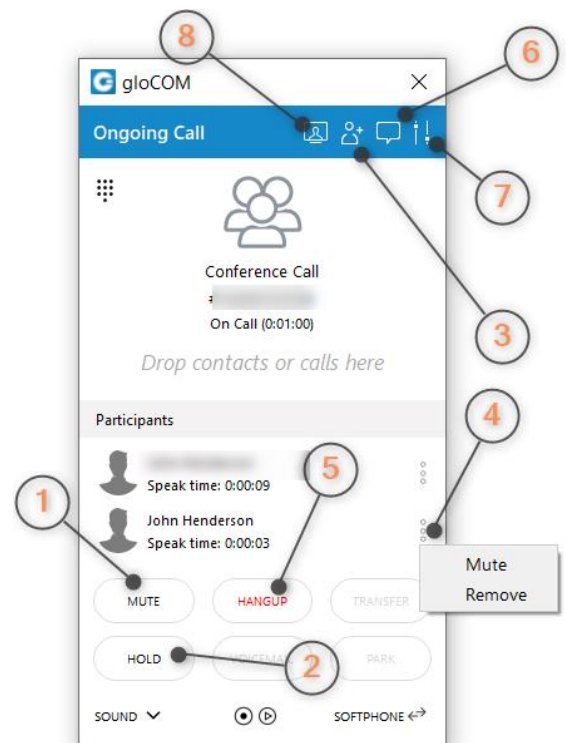 8
6
gloCOM
Ongoing Call
7
Conference Call
On Call (0:01:00)
3
Drop contacts or calls here
Participants
4
5
Speak time: 0:00:09
1
John Henderson
Speak time: 0:00:03
Mute
Remove
MUTE
HANGUP
TRANSFER
HOLD
2
PARK
SOUND
SOFTPHONE